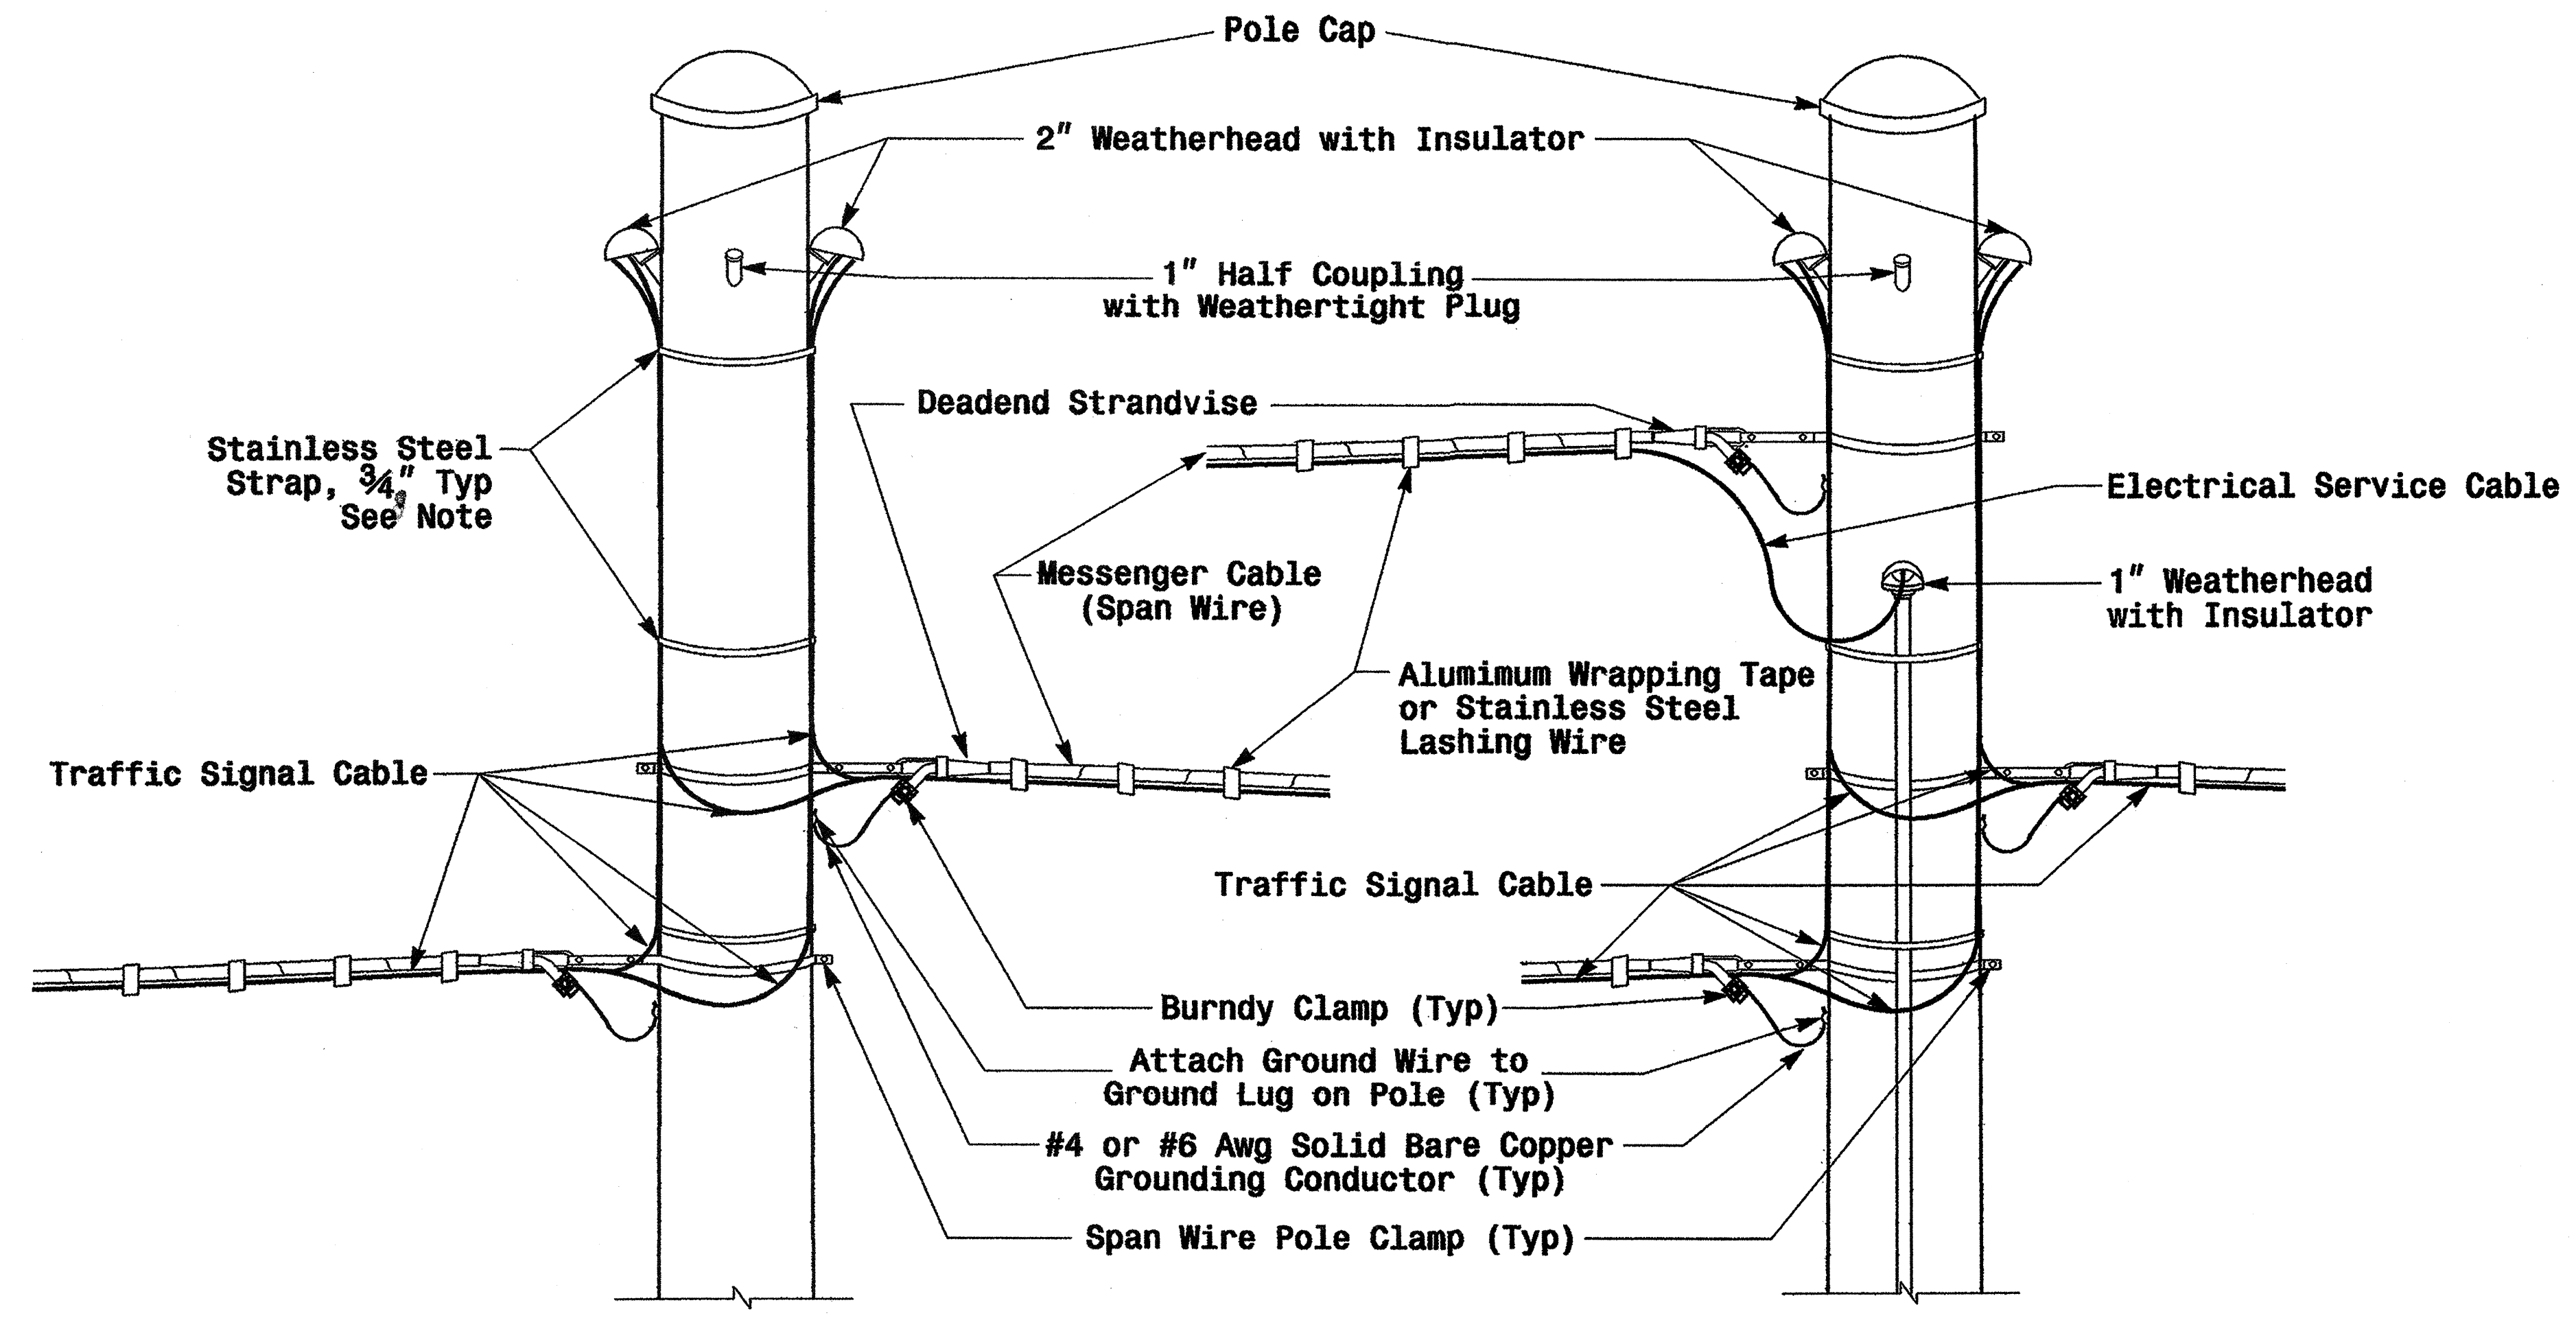 Pole Cap
2" Weatherhead with Insulator
1" Half Coupling
with Weathertight Plug
Deadend Strandvise
Stainless Steel
Strap, ¾" Typ
See Note
Electrical Service Cable
Messenger Cable
(Span Wire)
1" Weatherhead
with Insulator
Alumimum Wrapping Tape
or Stainless Steel
Lashing Wire
Traffic Signal Cable
Traffic Signal Cable
Burndy Clamp (Typ)
Attach Ground Wire to
Ground Lug on Pole (Typ)
#4 or #6 Awg Solid Bare Copper
Grounding Conductor (Typ)
Span Wire Pole Clamp (Typ)